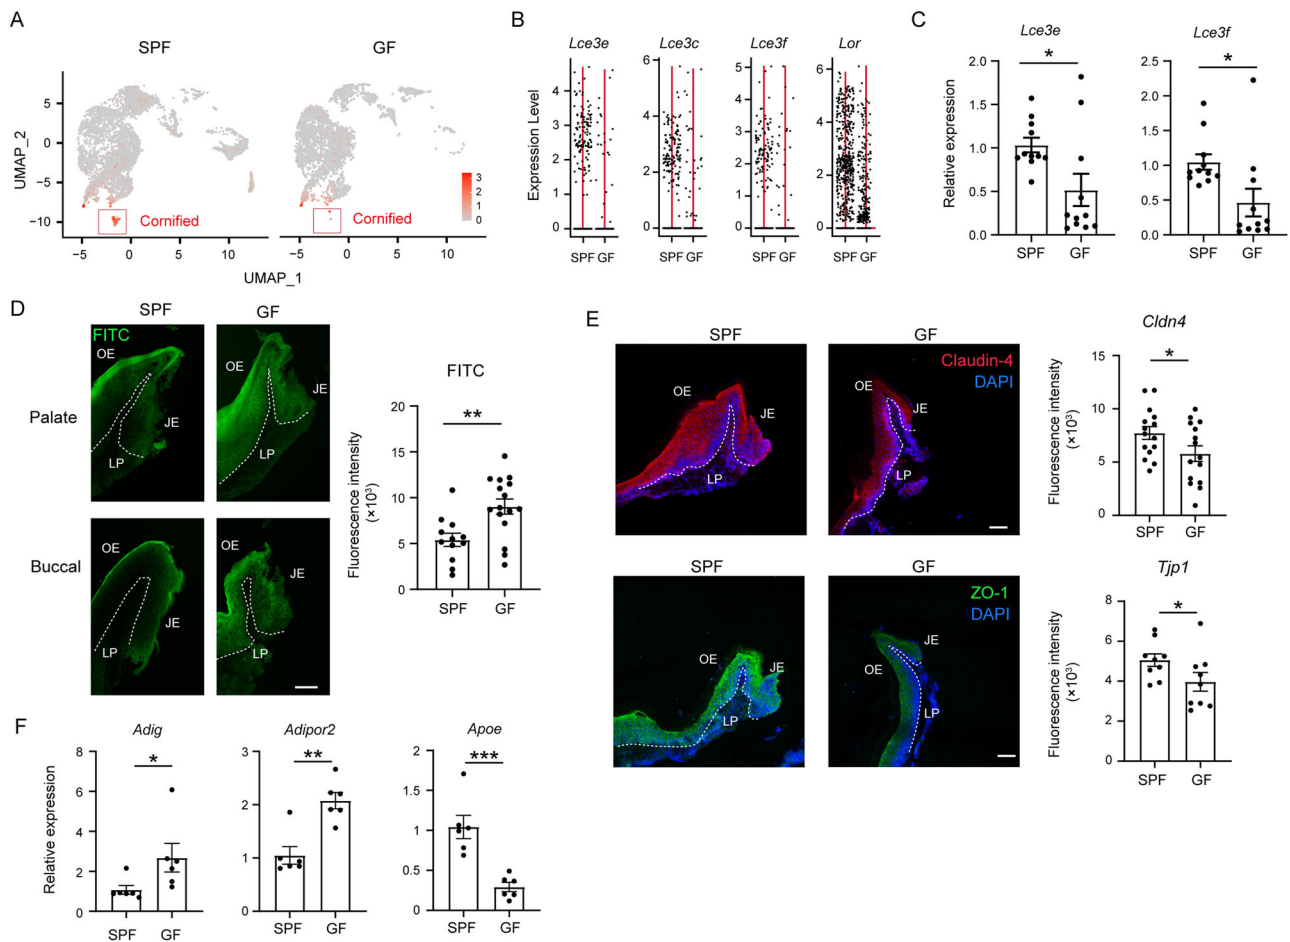 A
SPF
GF
UMAP_2
5
0
−5
−10
Cornified
Cornified
3
2
1
0
−5
0
5
10
−5
0
5
10
UMAP_1
B
Lce3e
Lce3c
Lce3f
Lor
Expression Level
5
4
3
2
1
0
6
4
2
0
5
4
3
2
1
0
6
4
2
0
SPF GF
SPF GF
SPF GF
SPF GF
C
Lce3e
Lce3f
Relative expression
2.0
1.5
1.0
0.5
0.0
*
SPF
GF
2.5
2.0
1.5
1.0
0.5
0.0
*
SPF
GF
D
SPF
GF
FITC
OE
OE
JE
JE
LP
LP
Palate
OE
OE
JE
JE
LP
LP
Buccal
FITC
Fluorescence intensity
(×10³)
20
15
10
5
0
**
SPF
GF
E
SPF
GF
Claudin-4
DAPI
OE
JE
LP
OE
JE
LP
Cldn4
Fluorescence intensity
(×10³)
15
10
5
0
*
SPF
GF
SPF
GF
ZO-1
DAPI
OE
JE
LP
OE
JE
LP
Tjp1
Fluorescence intensity
(×10³)
8
6
4
2
0
*
SPF
GF
F
Adig
Adipor2
Apoe
Relative expression
8
6
4
2
0
*
SPF
GF
3
2
1
0
**
SPF
GF
2
1.5
1
0.5
0
***
SPF
GF